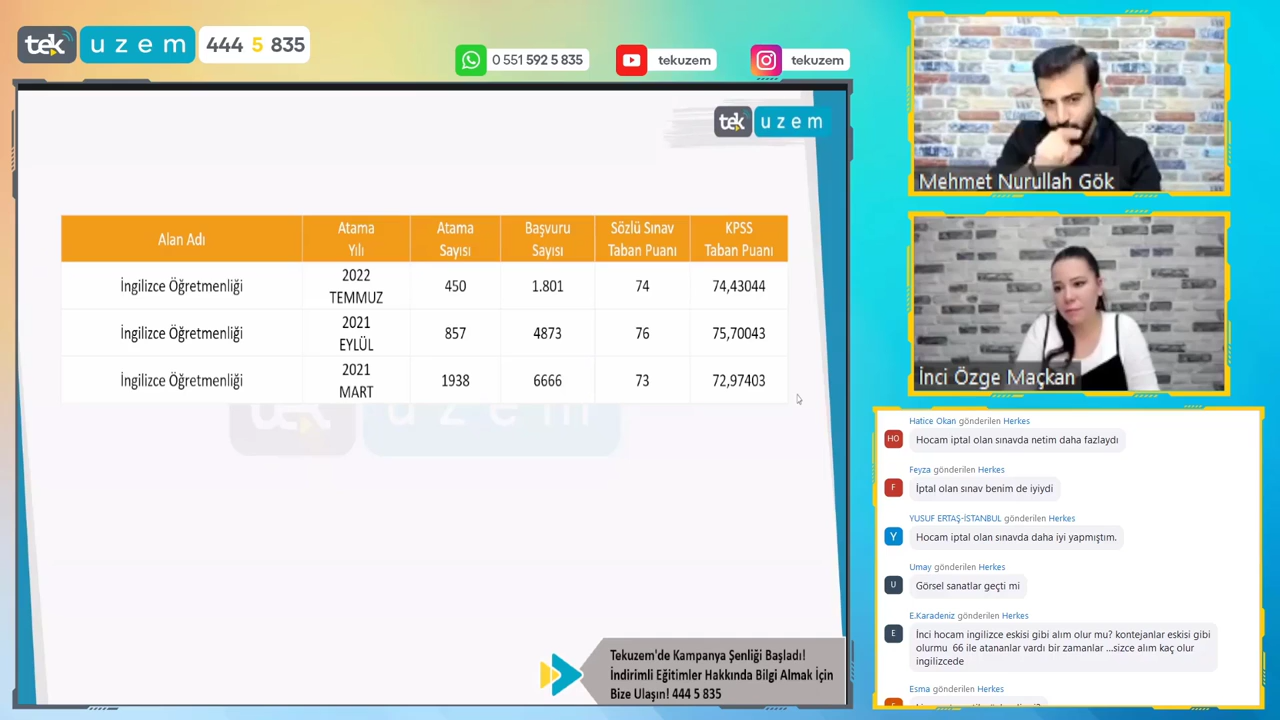 tek uzem 444 5 835
0 551 592 5 835
tekuzem
tekuzem
tek uzem
Alan Adı
Atama Yılı
Atama Sayısı
Başvuru Sayısı
Sözlü Sınav Taban Puanı
KPSS Taban Puanı
İngilizce Öğretmenliği 2022 TEMMUZ 450 1.801 74 74,43044
İngilizce Öğretmenliği 2021 EYLÜL 857 4873 76 75,70043
İngilizce Öğretmenliği 2021 MART 1938 6666 73 72,97403
Tekuzem'de Kampanya Şenliği Başladı!
İndirimli Eğitimler Hakkında Bilgi Almak İçin
Bize Ulaşın! 444 5 835
Mehmet Nurullah Gök
İnci Özge Maçkan
Hatice Okan gönderilen Herkes
HO
Hocam iptal olan sınavda netim daha fazlaydı
Feyza gönderilen Herkes
F
İptal olan sınav benim de iyiydi
YUSUF ERTAŞ-İSTANBUL gönderilen Herkes
Y
Hocam iptal olan sınavda daha iyi yapmıştım.
Umay gönderilen Herkes
U
Görsel sanatlar geçti mi
E.Karadeniz gönderilen Herkes
E
İnci hocam ingilizce eskisi gibi alım olur mu? kontejanlar eskisi gibi
olurmu 66 ile atananlar vardı bir zamanlar ...sizce alım kaç olur
ingilizcede
Esma gönderilen Herkes